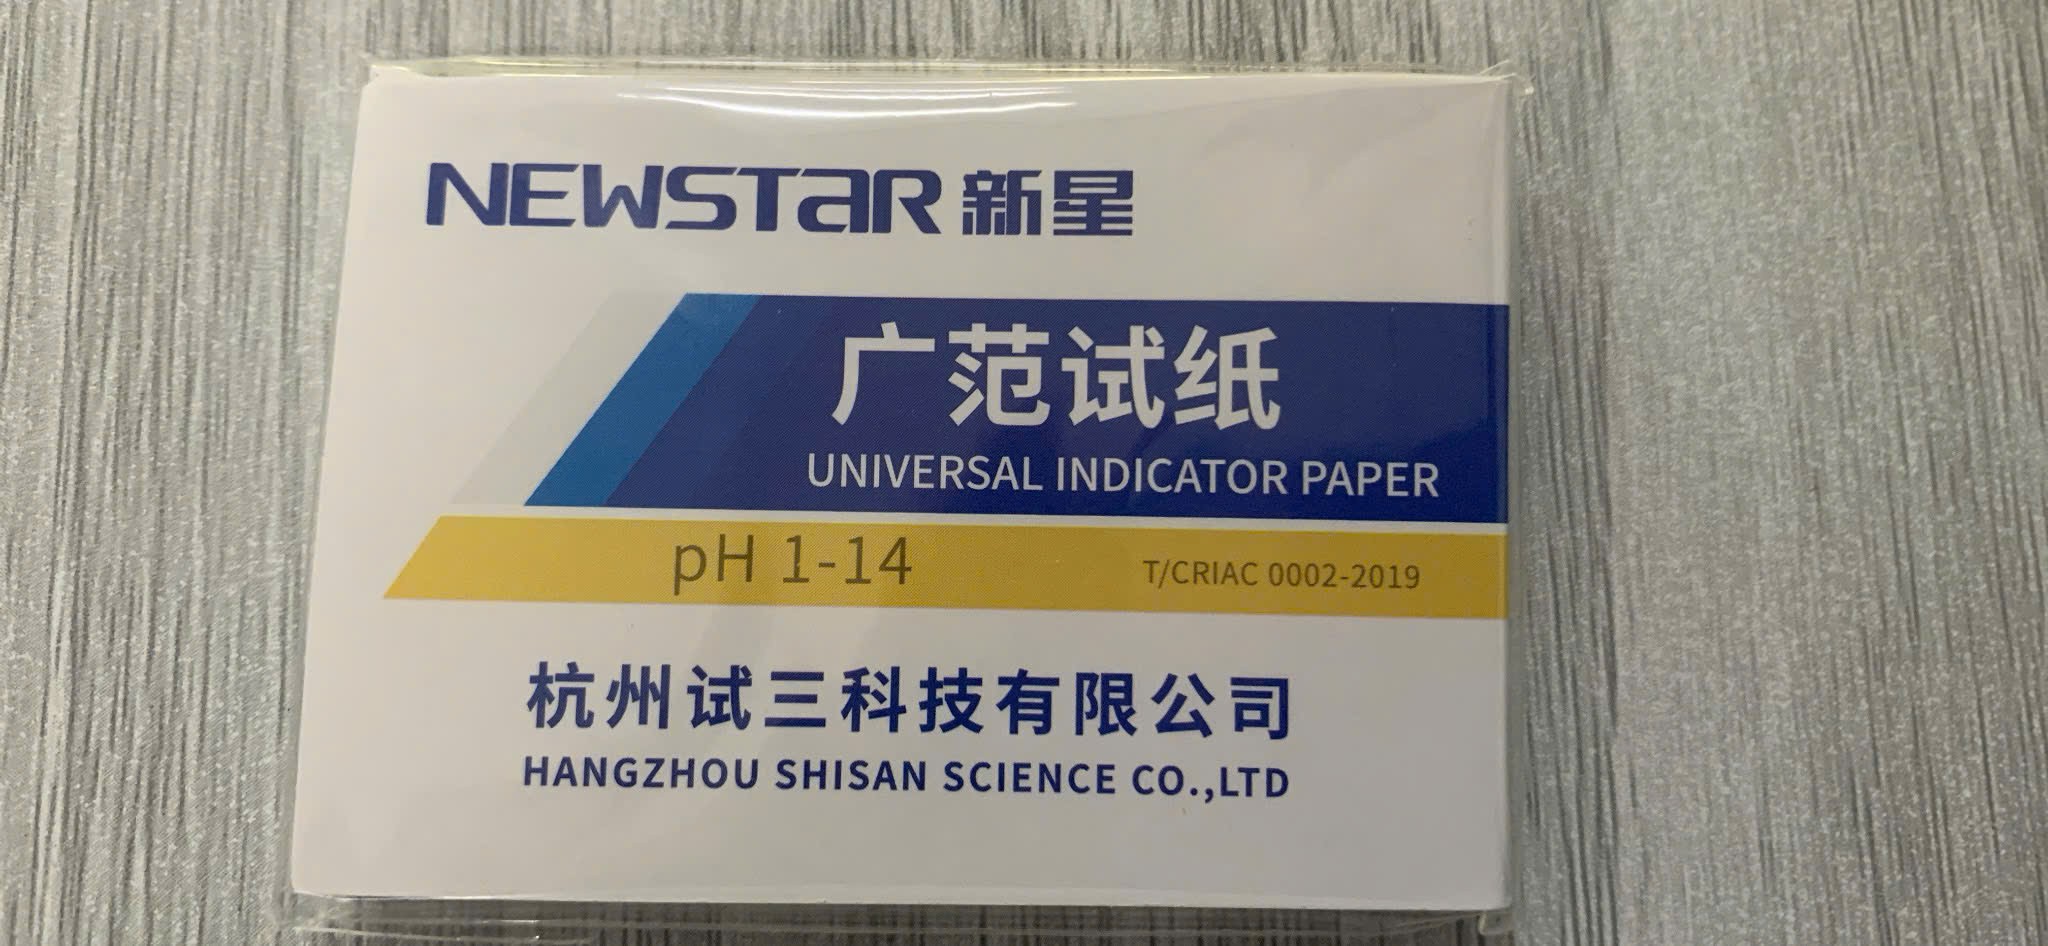 NEWSTAR 新星
广范试纸
UNIVERSAL INDICATOR PAPER
pH 1-14
T/CRIAC 0002-2019
杭州试三科技有限公司
HANGZHOU SHISAN SCIENCE CO.,LTD